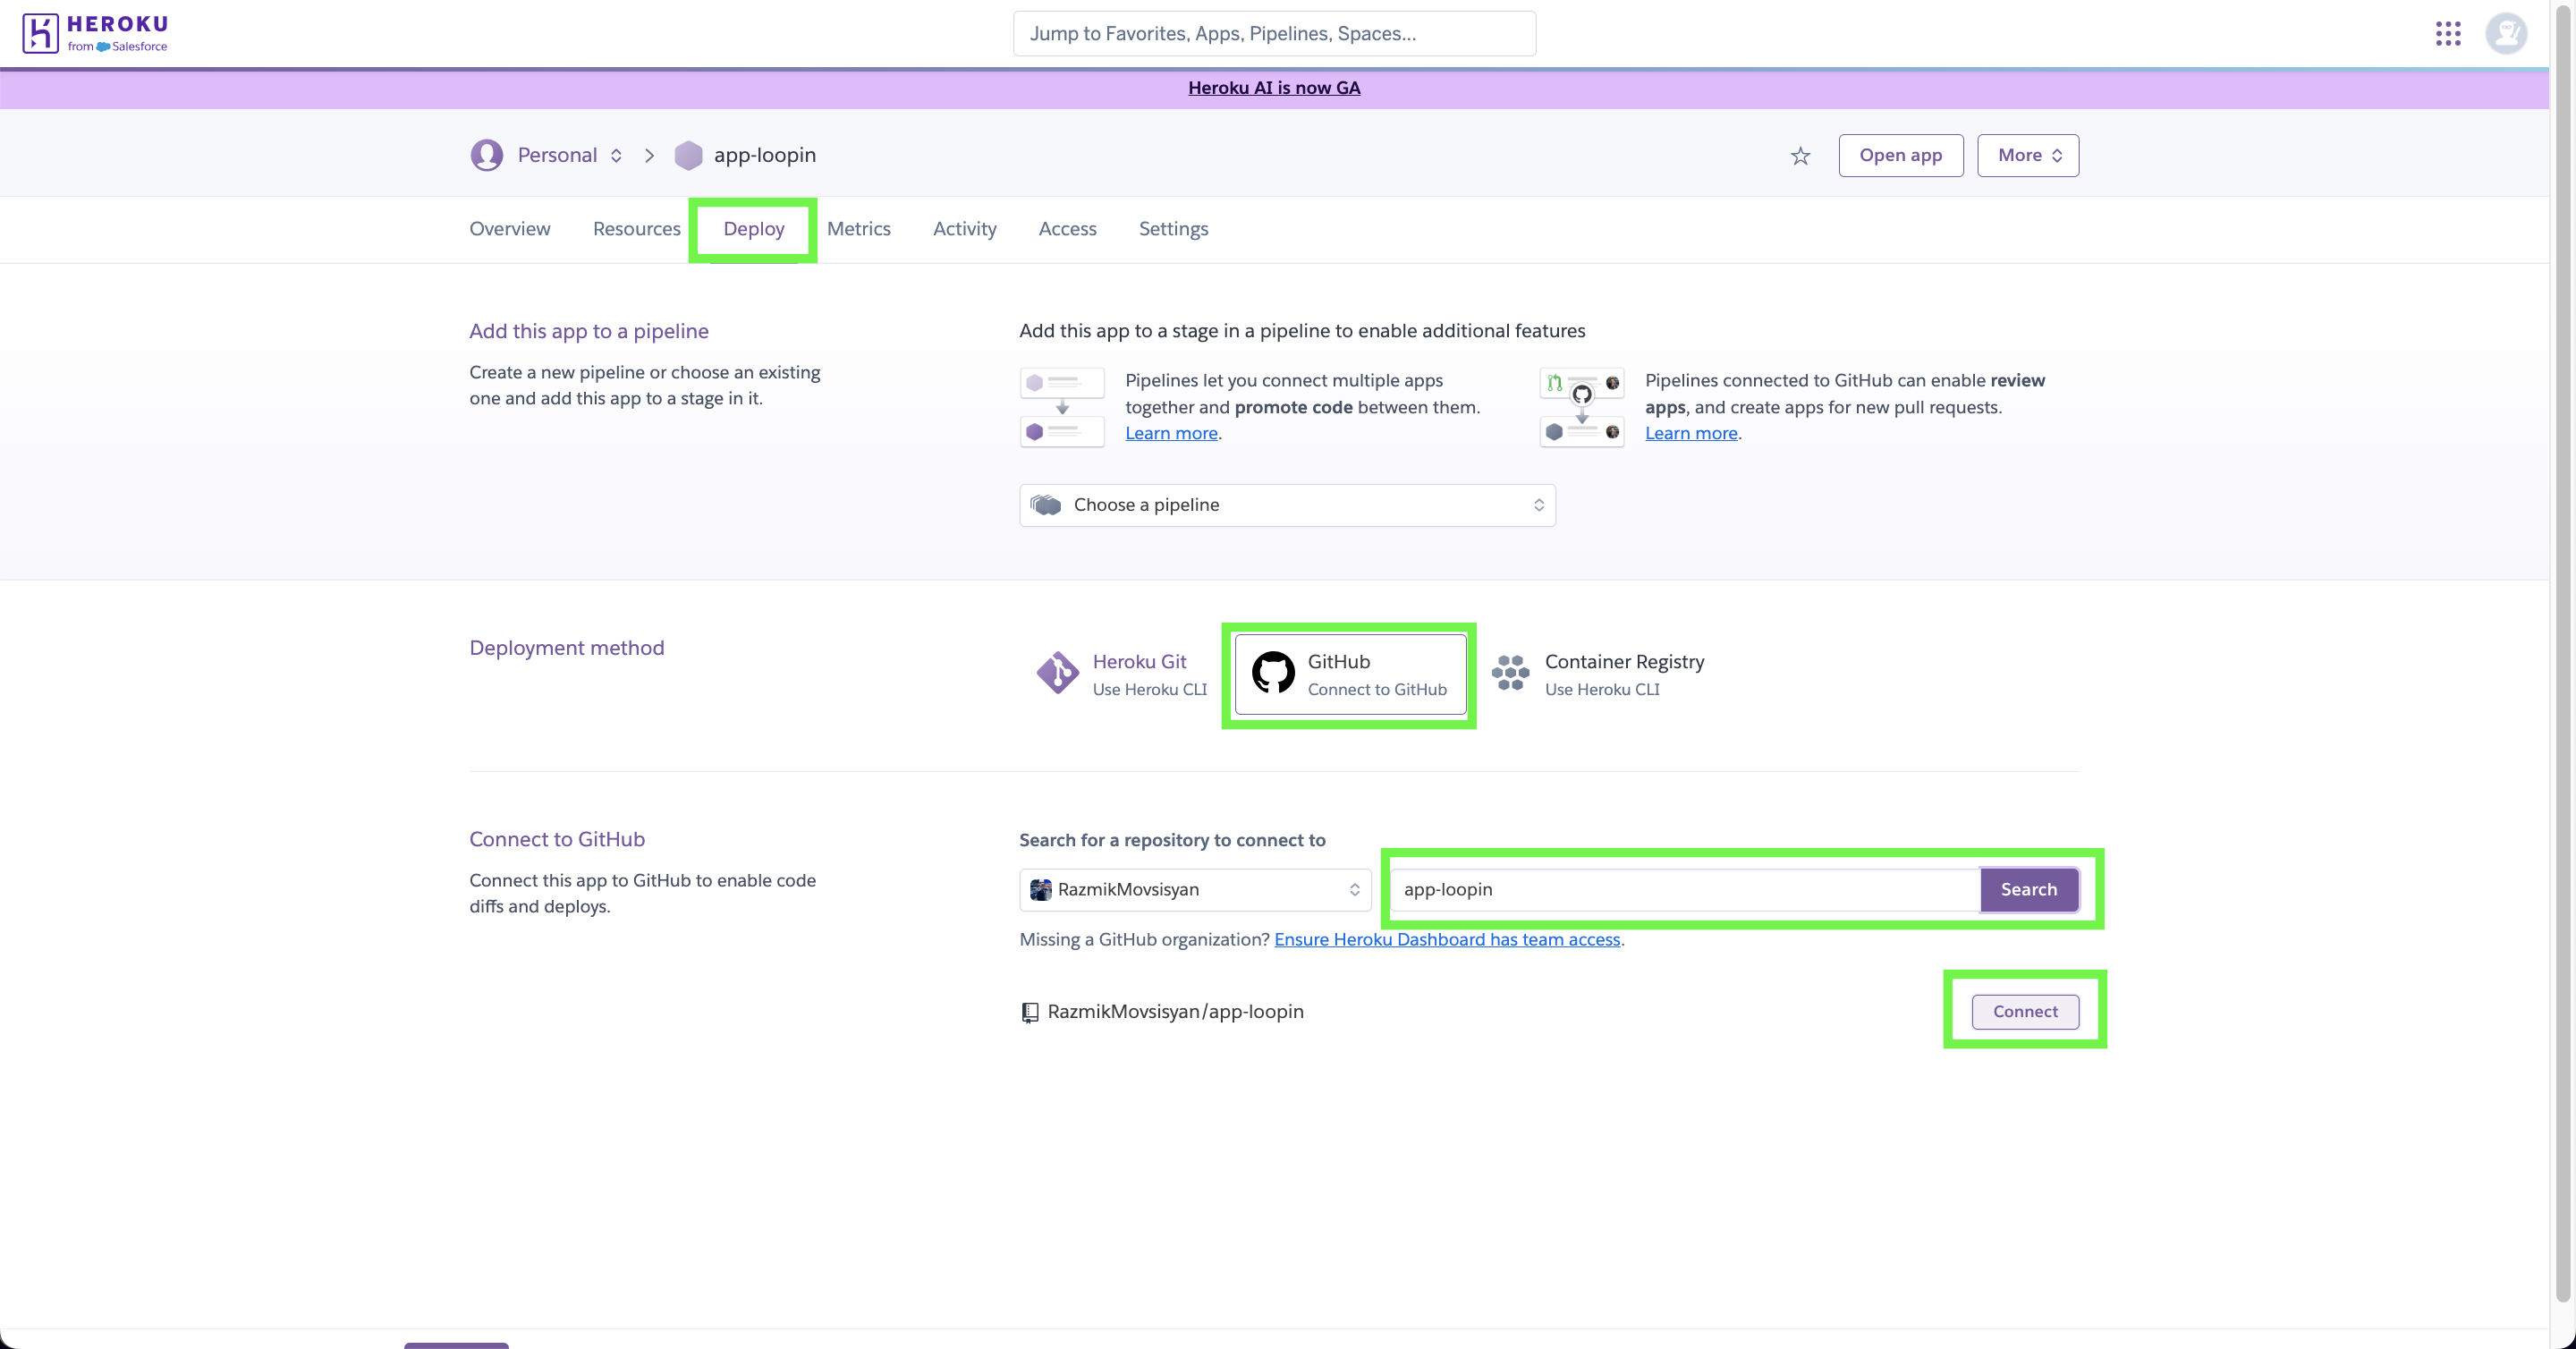 HEROKU
from Salesforce
Jump to Favorites, Apps, Pipelines, Spaces...
Heroku AI is now GA
Personal
app-loopin
Open app
More
Overview
Resources
Deploy
Metrics
Activity
Access
Settings
Add this app to a pipeline
Create a new pipeline or choose an existing
one and add this app to a stage in it.
Add this app to a stage in a pipeline to enable additional features
Pipelines let you connect multiple apps
together and promote code between them.
Learn more.
Pipelines connected to GitHub can enable review
apps, and create apps for new pull requests.
Learn more.
Choose a pipeline
Deployment method
Heroku Git
Use Heroku CLI
GitHub
Connect to GitHub
Container Registry
Use Heroku CLI
Connect to GitHub
Connect this app to GitHub to enable code
diffs and deploys.
Search for a repository to connect to
RazmikMovsisyan
app-loopin
Search
Missing a GitHub organization? Ensure Heroku Dashboard has team access.
RazmikMovsisyan/app-loopin
Connect